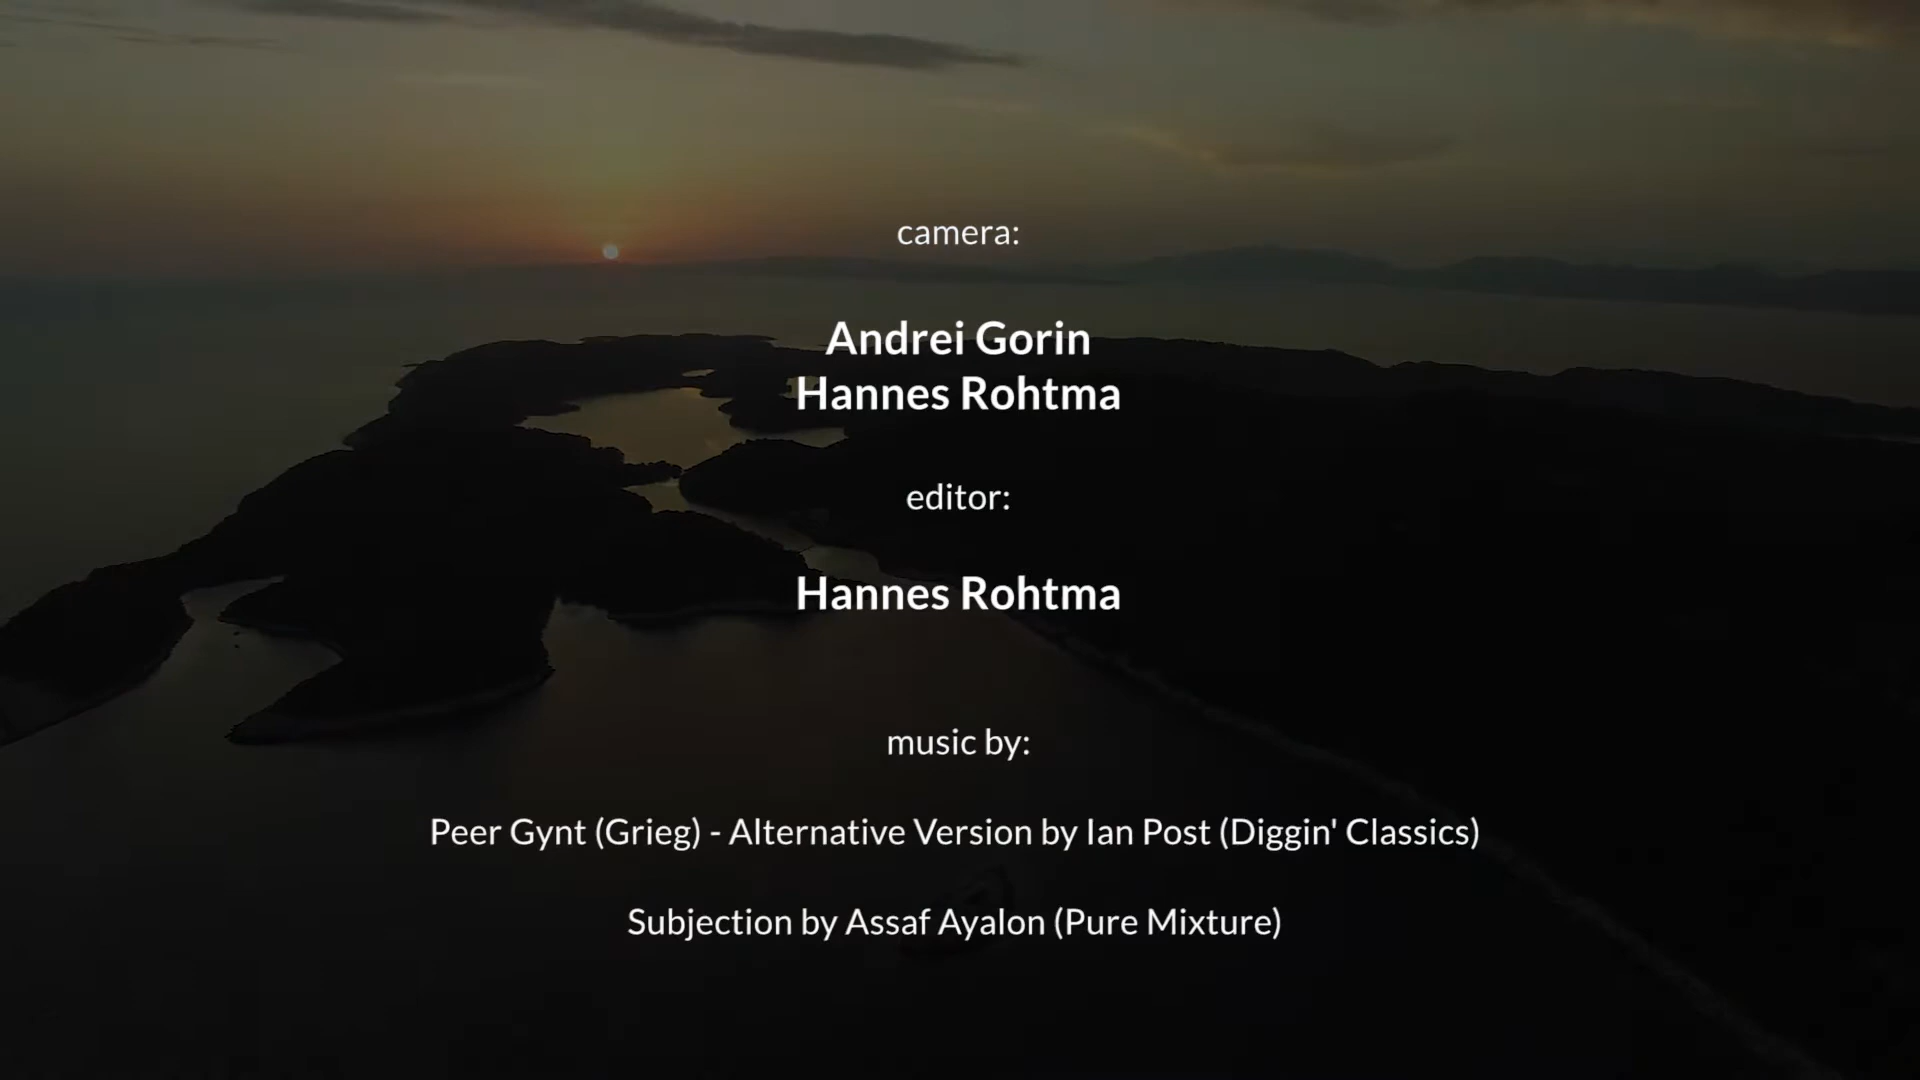 camera:
Andrei Gorin
Hannes Rohtma
editor:
Hannes Rohtma
music by:
Peer Gynt (Grieg) - Alternative Version by Ian Post (Diggin' Classics)
Subjection by Assaf Ayalon (Pure Mixture)